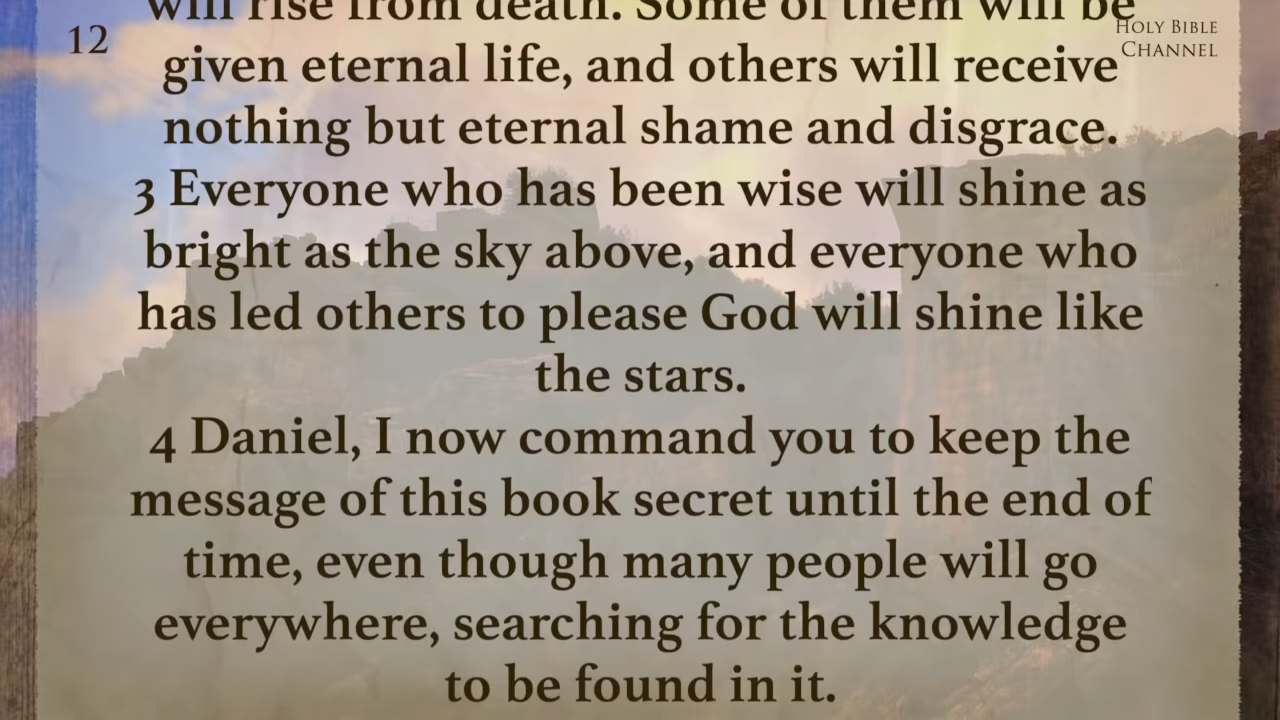 will rise from death. Some of them will be
12
HOLY BIBLE
CHANNEL
given eternal life, and others will receive
nothing but eternal shame and disgrace.
3 Everyone who has been wise will shine as
bright as the sky above, and everyone who
has led others to please God will shine like
the stars.
4 Daniel, I now command you to keep the
message of this book secret until the end of
time, even though many people will go
everywhere, searching for the knowledge
to be found in it.